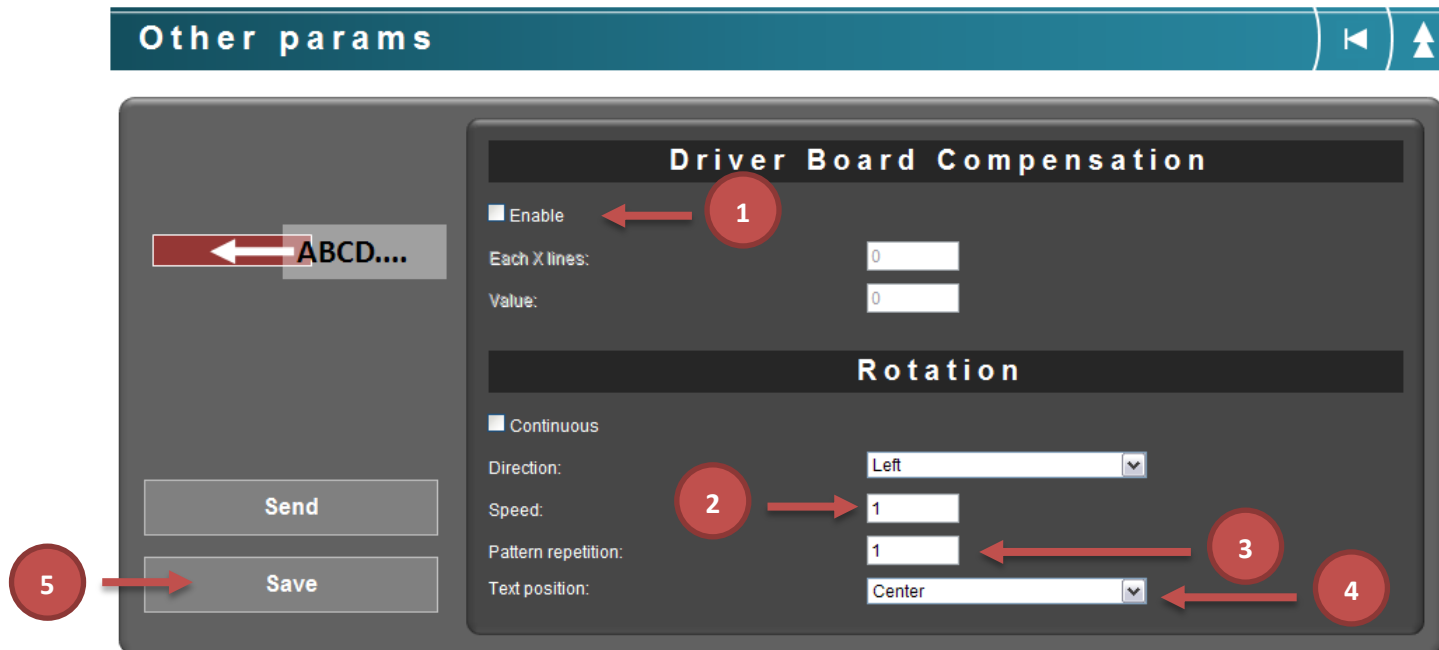 Other params
Driver Board Compensation
1
Enable
ABCD....
Each X lines: 0
Value: 0
Rotation
Continuous
Direction: Left
Send
2
Speed: 1
Pattern repetition: 1
3
5
Save
Text position: Center
4